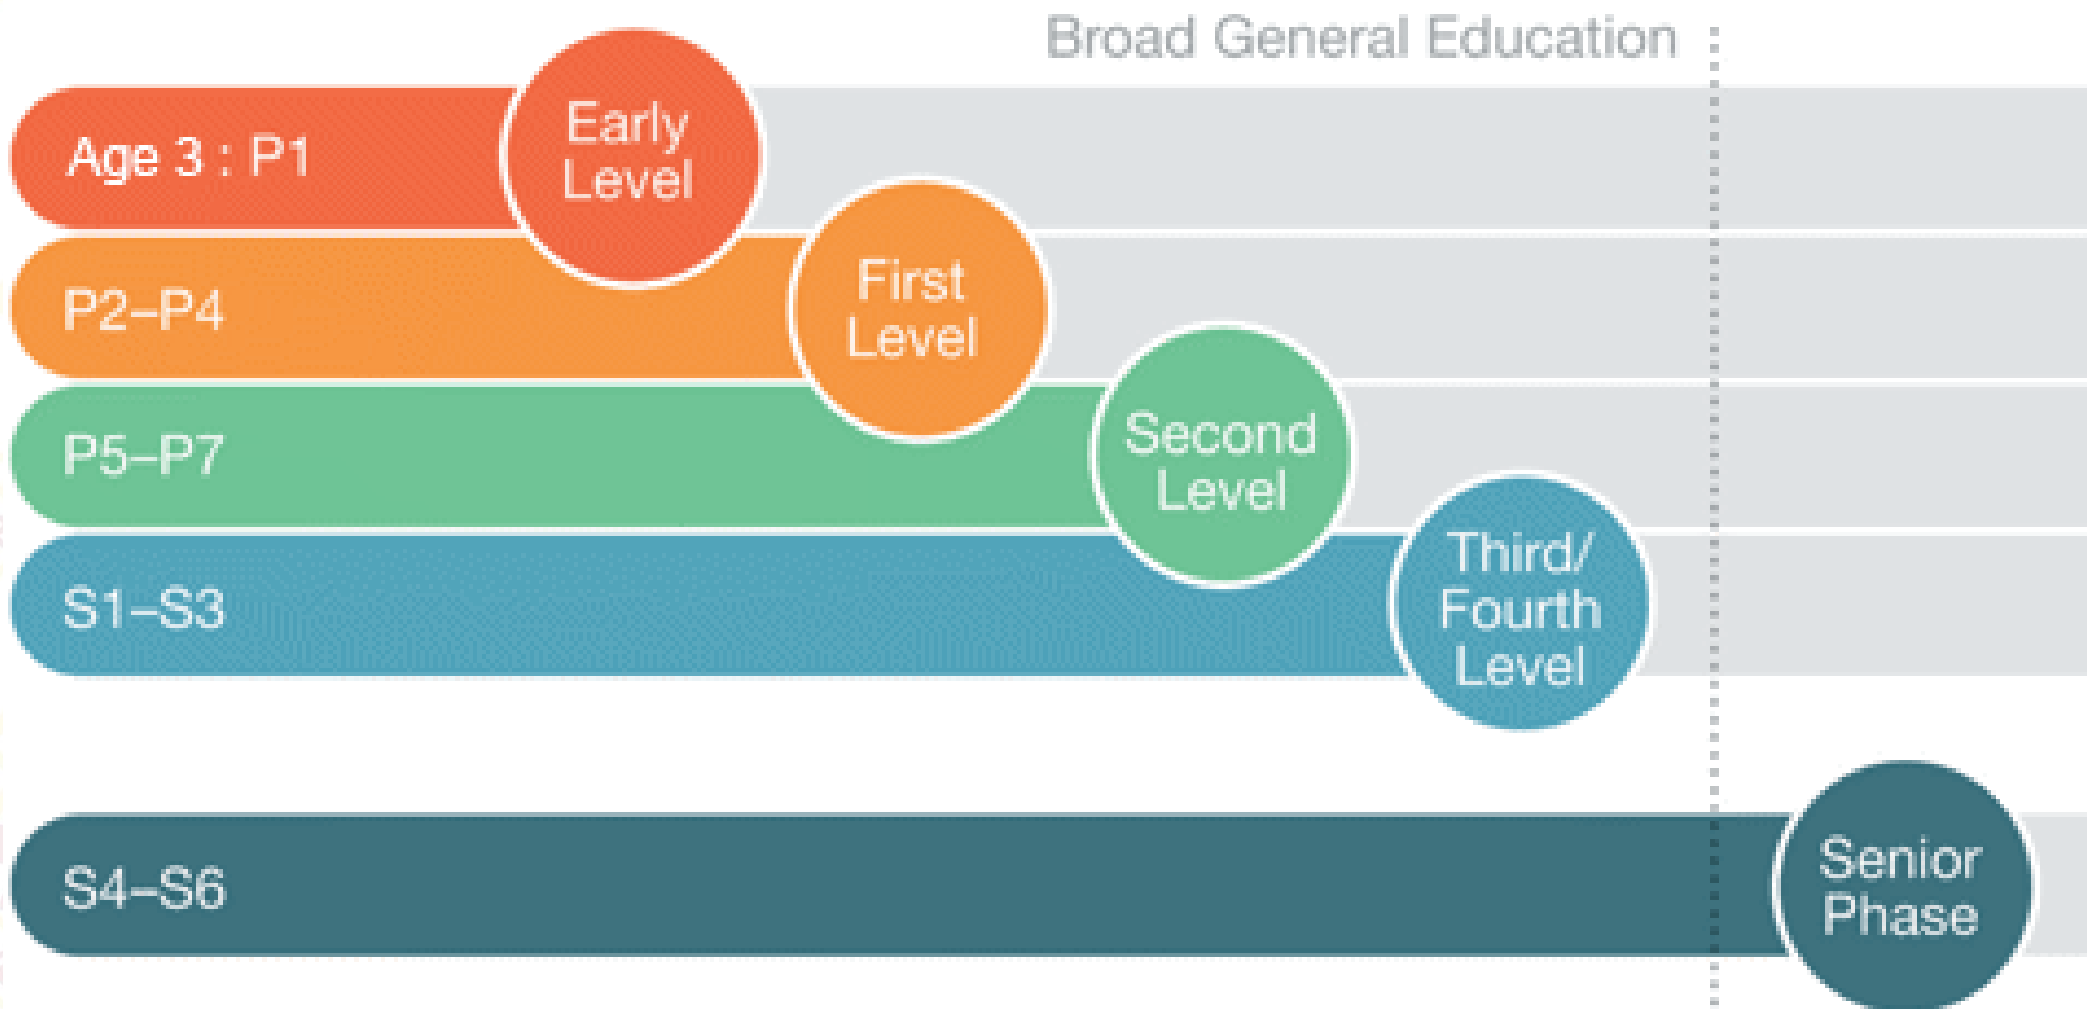 Broad General Education
Age 3 : P1
Early
Level
P2–P4
First
Level
P5–P7
Second
Level
S1–S3
Third/
Fourth
Level
S4–S6
Senior
Phase